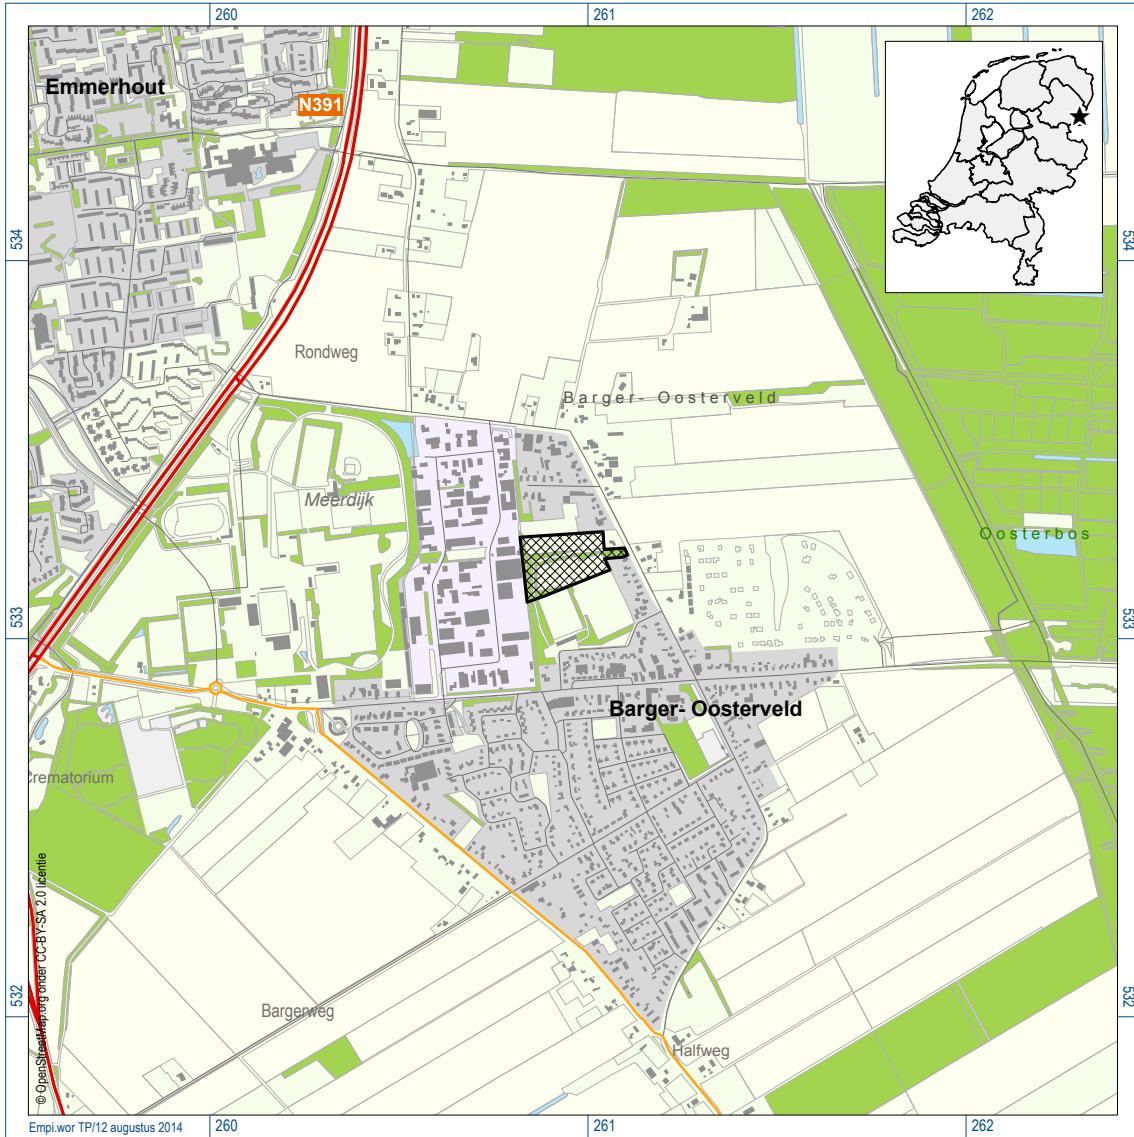 260
261
262
Emmerhout
N391
534
534
Rondweg
Barger- Oosterveld
Meerdijk
Oosterbos
533
533
Barger- Oosterveld
Crematorium
© OpenStreetMap.org onder CC-BY-SA 2.0 licentie
532
532
Bargerweg
Halfweg
Empi.wor TP/12 augustus 2014
260
261
262